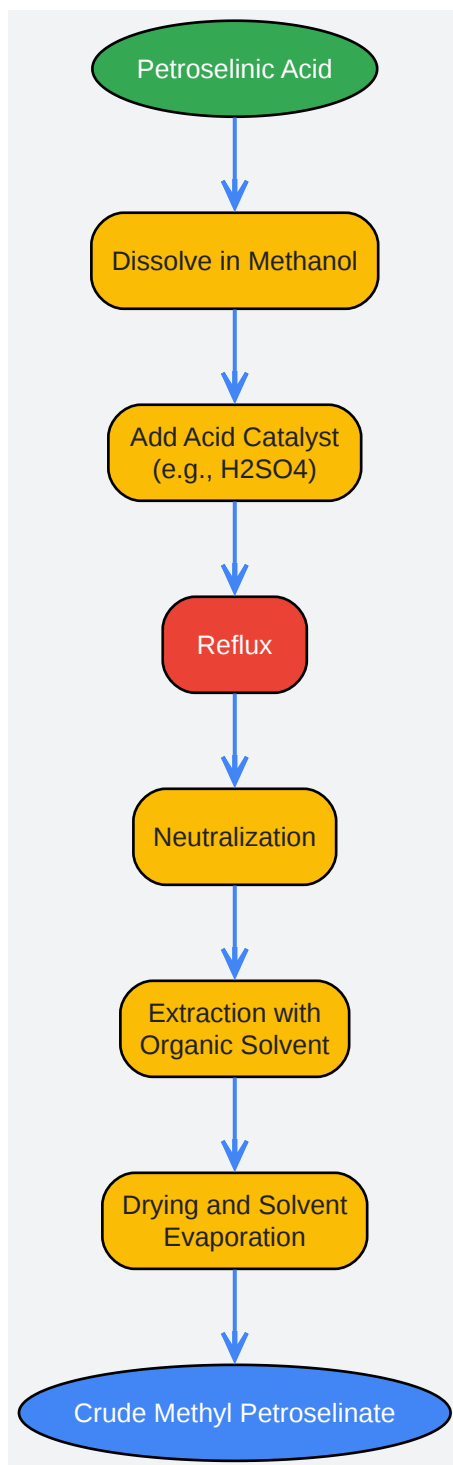 Petroselinic Acid
Dissolve in Methanol
Add Acid Catalyst
(e.g., H2SO4)
Reflux
Neutralization
Extraction with
Organic Solvent
Drying and Solvent
Evaporation
Crude Methyl Petroselinate